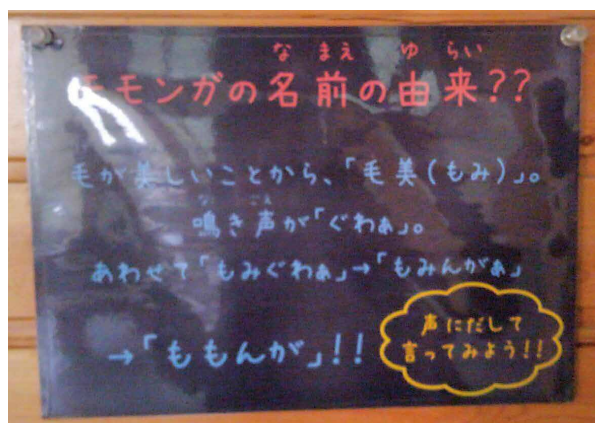 なまえ ゆらい
モモンガの名前の由来??
毛が美しいことから、「毛美(もみ)」。
な ごえ
鳴き声が「ぐわぁ」。
あわせて「もみぐわぁ」→「もみんがぁ」
→「ももんが」!!
声にだして
言ってみよう!!